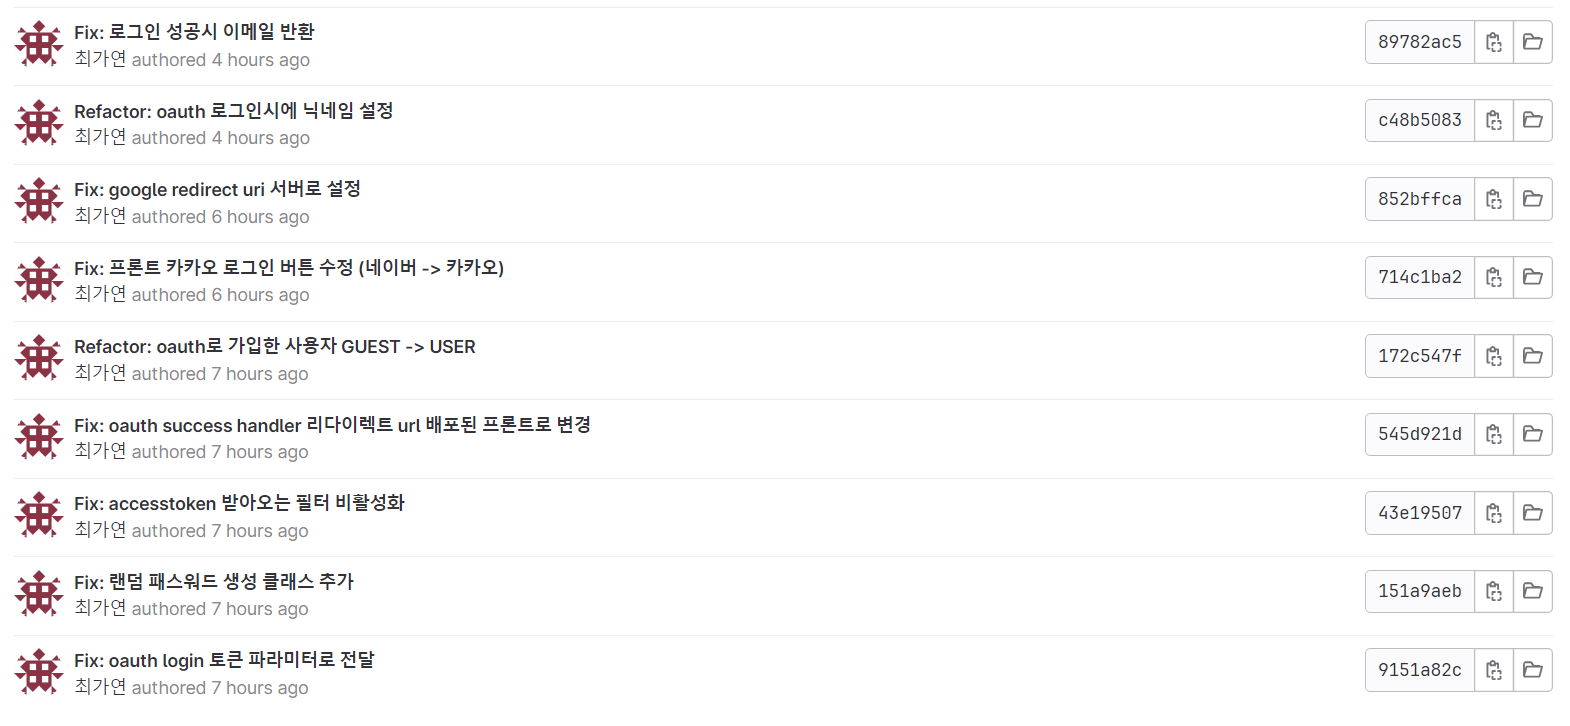 Fix: 로그인 성공시 이메일 반환
최가연 authored 4 hours ago
89782ac5
Refactor: oauth 로그인시에 닉네임 설정
최가연 authored 4 hours ago
c48b5083
Fix: google redirect uri 서버로 설정
최가연 authored 6 hours ago
852bffca
Fix: 프론트 카카오 로그인 버튼 수정 (네이버 -> 카카오)
최가연 authored 6 hours ago
714c1ba2
Refactor: oauth로 가입한 사용자 GUEST -> USER
최가연 authored 7 hours ago
172c547f
Fix: oauth success handler 리다이렉트 url 배포된 프론트로 변경
최가연 authored 7 hours ago
545d921d
Fix: accesstoken 받아오는 필터 비활성화
최가연 authored 7 hours ago
43e19507
Fix: 랜덤 패스워드 생성 클래스 추가
최가연 authored 7 hours ago
151a9aeb
Fix: oauth login 토큰 파라미터로 전달
최가연 authored 7 hours ago
9151a82c